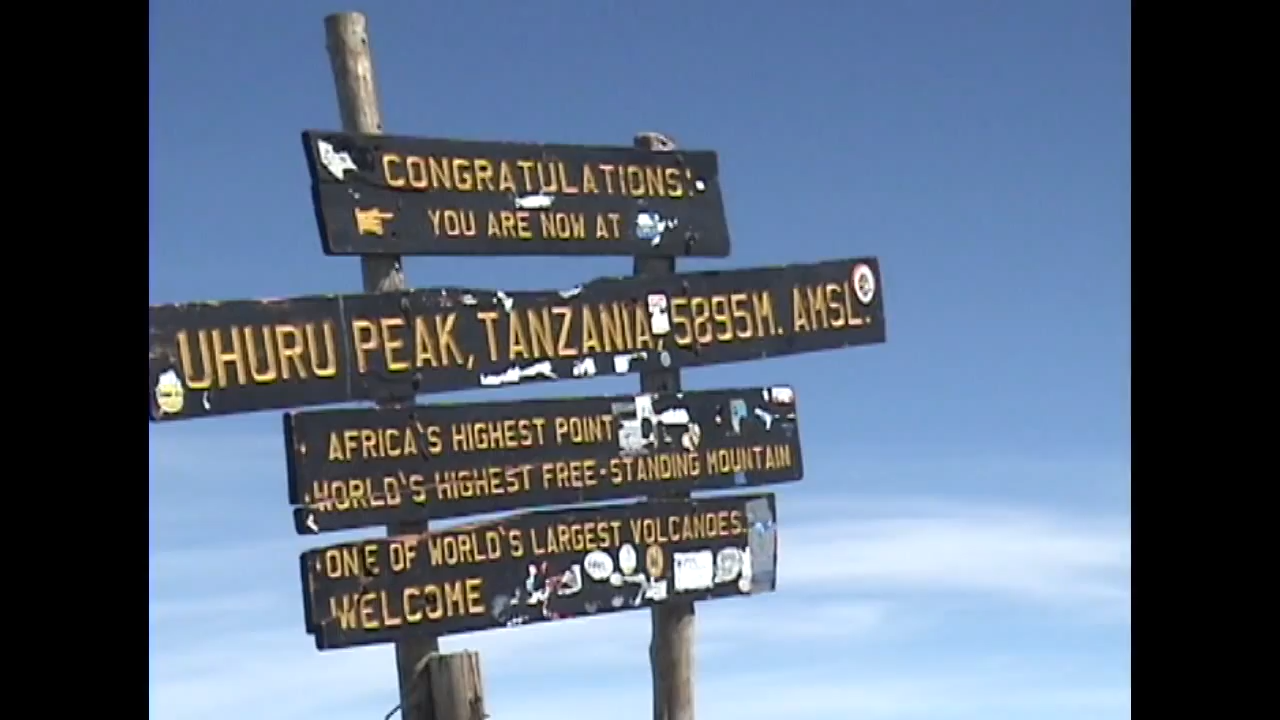 CONGRATULATIONS!
YOU ARE NOW AT
UHURU PEAK, TANZANIA, 5895M. AMSL.
AFRICA'S HIGHEST POINT
WORLD'S HIGHEST FREE-STANDING MOUNTAIN
ONE OF WORLD'S LARGEST VOLCANOES.
WELCOME